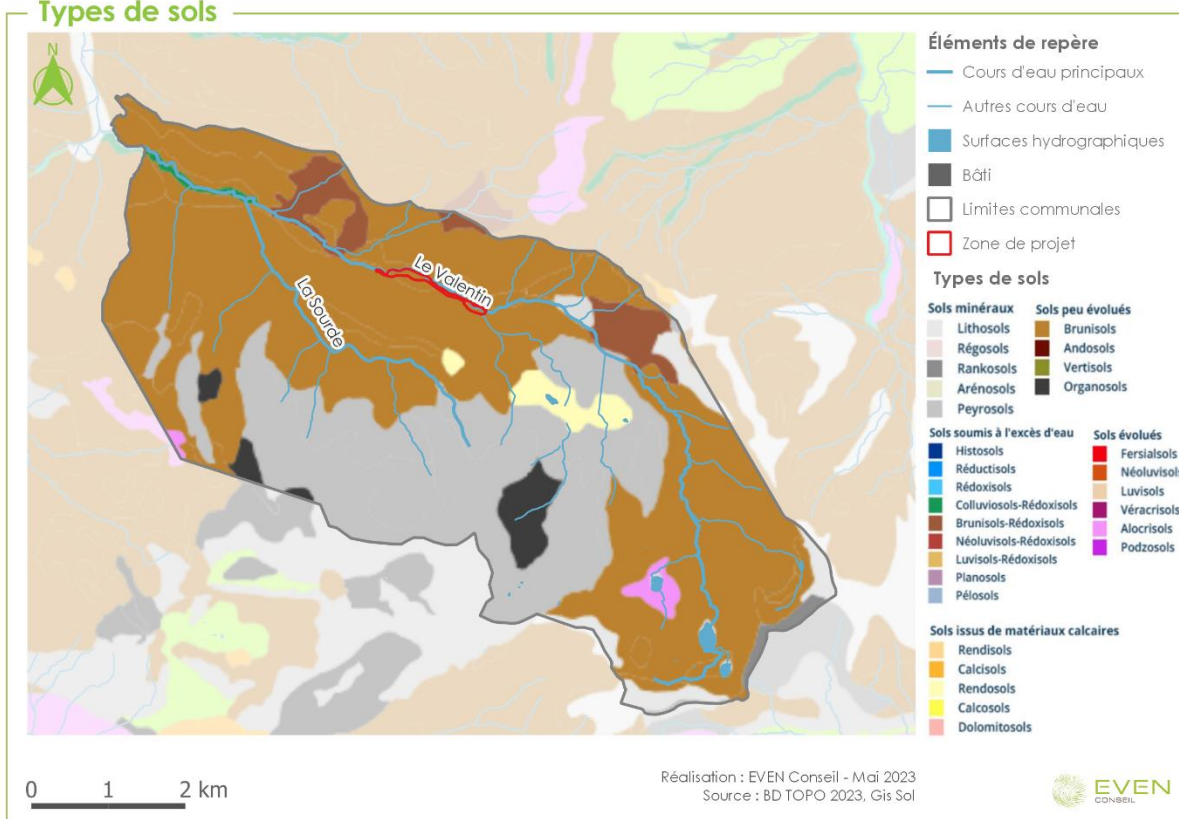 Types de sols
N
La Sourde
Le Valentin
Éléments de repère
Cours d'eau principaux
Autres cours d'eau
Surfaces hydrographiques
Bâti
Limites communales
Zone de projet
Types de sols
Sols minéraux
Lithosols
Régosols
Rankosols
Arénosols
Peyrosols
Sols peu évolués
Brunisols
Andosols
Vertisols
Organosols
Sols soumis à l'excès d'eau
Histosols
Réductisols
Rédoxisols
Colluviosols-Rédoxisols
Brunisols-Rédoxisols
Néoluvisols-Rédoxisols
Luvisols-Rédoxisols
Planosols
Pélosols
Sols évolués
Fersialsols
Néoluvisols
Luvisols
Véracrisols
Alocrisols
Podzosols
Sols issus de matériaux calcaires
Rendisols
Calcisols
Rendosols
Calcosols
Dolomitosols
0 1 2 km
Réalisation : EVEN Conseil - Mai 2023
Source : BD TOPO 2023, Gis Sol
EVEN
CONSEIL